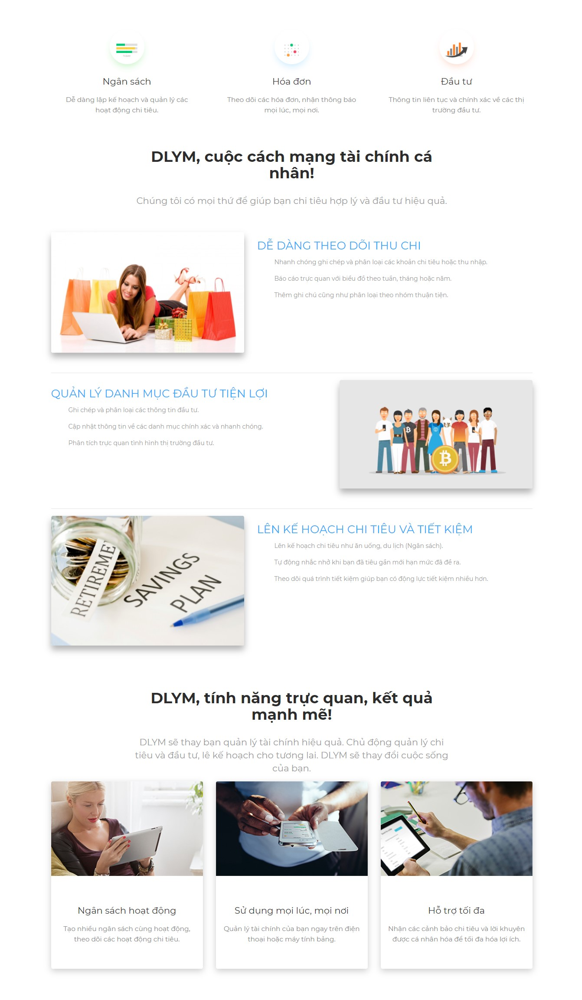 TODAY
Ngân sách
Dễ dàng lập kế hoạch và quản lý các
hoạt động chi tiêu.
Hóa đơn
Theo dõi các hóa đơn, nhận thông báo
mọi lúc, mọi nơi.
Đầu tư
Thông tin liên tục và chính xác về các thị
trường đầu tư.
DLYM, cuộc cách mạng tài chính cá
nhân!
Chúng tôi có mọi thứ để giúp bạn chi tiêu hợp lý và đầu tư hiệu quả.
DỄ DÀNG THEO DÕI THU CHI
Nhanh chóng ghi chép và phân loại các khoản chi tiêu hoặc thu nhập.
Báo cáo trực quan với biểu đồ theo tuần, tháng hoặc năm.
Thêm ghi chú cũng như phân loại theo nhóm thuận tiện.
QUẢN LÝ DANH MỤC ĐẦU TƯ TIỆN LỢI
Ghi chép và phân loại các thông tin đầu tư.
Cập nhật thông tin về các danh mục chính xác và nhanh chóng.
Phân tích trực quan tình hình thị trường đầu tư.
RETIREME
SAVINGS
PLAN
LÊN KẾ HOẠCH CHI TIÊU VÀ TIẾT KIỆM
Lên kế hoạch chi tiêu như ăn uống, du lịch (Ngân sách).
Tự động nhắc nhở khi bạn đã tiêu gần mới hạn mức đã đề ra.
Theo dõi quá trình tiết kiệm giúp bạn có động lực tiết kiệm nhiều hơn.
DLYM, tính năng trực quan, kết quả
mạnh mẽ!
DLYM sẽ thay bạn quản lý tài chính hiệu quả. Chủ động quản lý chi
tiêu và đầu tư, lê kế hoạch cho tương lai. DLYM sẽ thay đổi cuộc sống
của bạn.
Ngân sách hoạt động
Tạo nhiều ngân sách cùng hoạt động,
theo dõi các hoạt động chi tiêu.
Sử dụng mọi lúc, mọi nơi
Quản lý tài chính của bạn ngay trên điện
thoại hoặc máy tính bảng.
Hỗ trợ tối đa
Nhận các cảnh bảo chi tiêu và lời khuyên
được cá nhân hóa để tối đa hóa lợi ích.